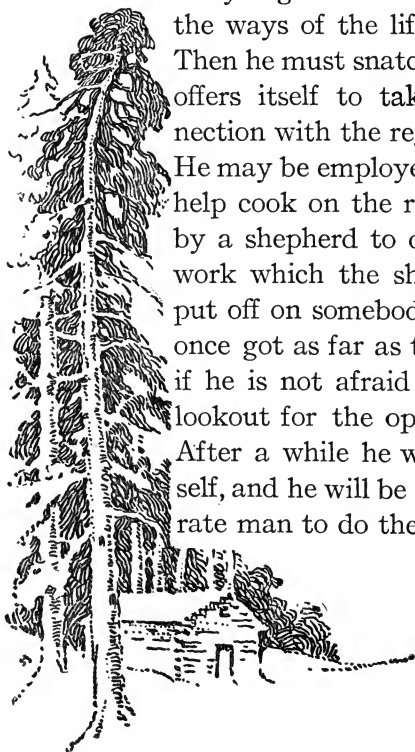 the ways of the lif
Then he must snatc
offers itself to tak
nection with the reg
He may be employe
help cook on the r
by a shepherd to d
work which the sh
put off on somebod
once got as far as t
if he is not afraid
lookout for the op
After a while he w
self, and he will be
rate man to do the